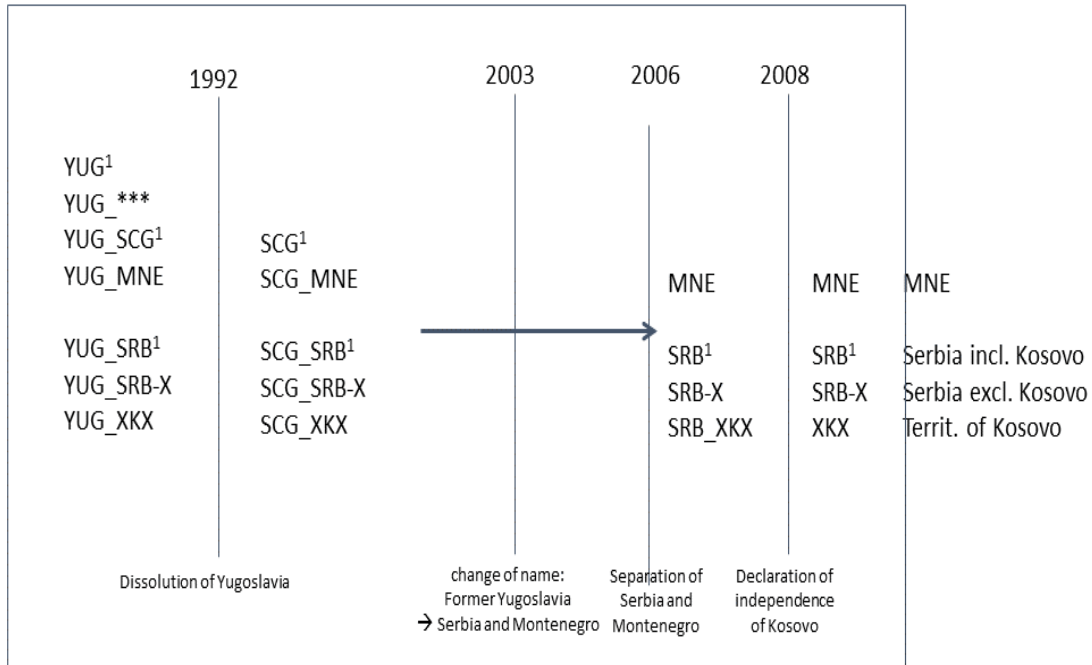 1992 2003 2006 2008
YUG¹
YUG_***
YUG_SCG¹ SCG¹
YUG_MNE SCG_MNE MNE MNE MNE
YUG_SRB¹ SCG_SRB¹ SRB¹ SRB¹ Serbia incl. Kosovo
YUG_SRB-X SCG_SRB-X SRB-X SRB-X Serbia excl. Kosovo
YUG_XKX SCG_XKX SRB_XKX XKX Territ. of Kosovo
Dissolution of Yugoslavia
change of name:
Former Yugoslavia
→ Serbia and Montenegro
Separation of
Serbia and
Montenegro
Declaration of
independence
of Kosovo